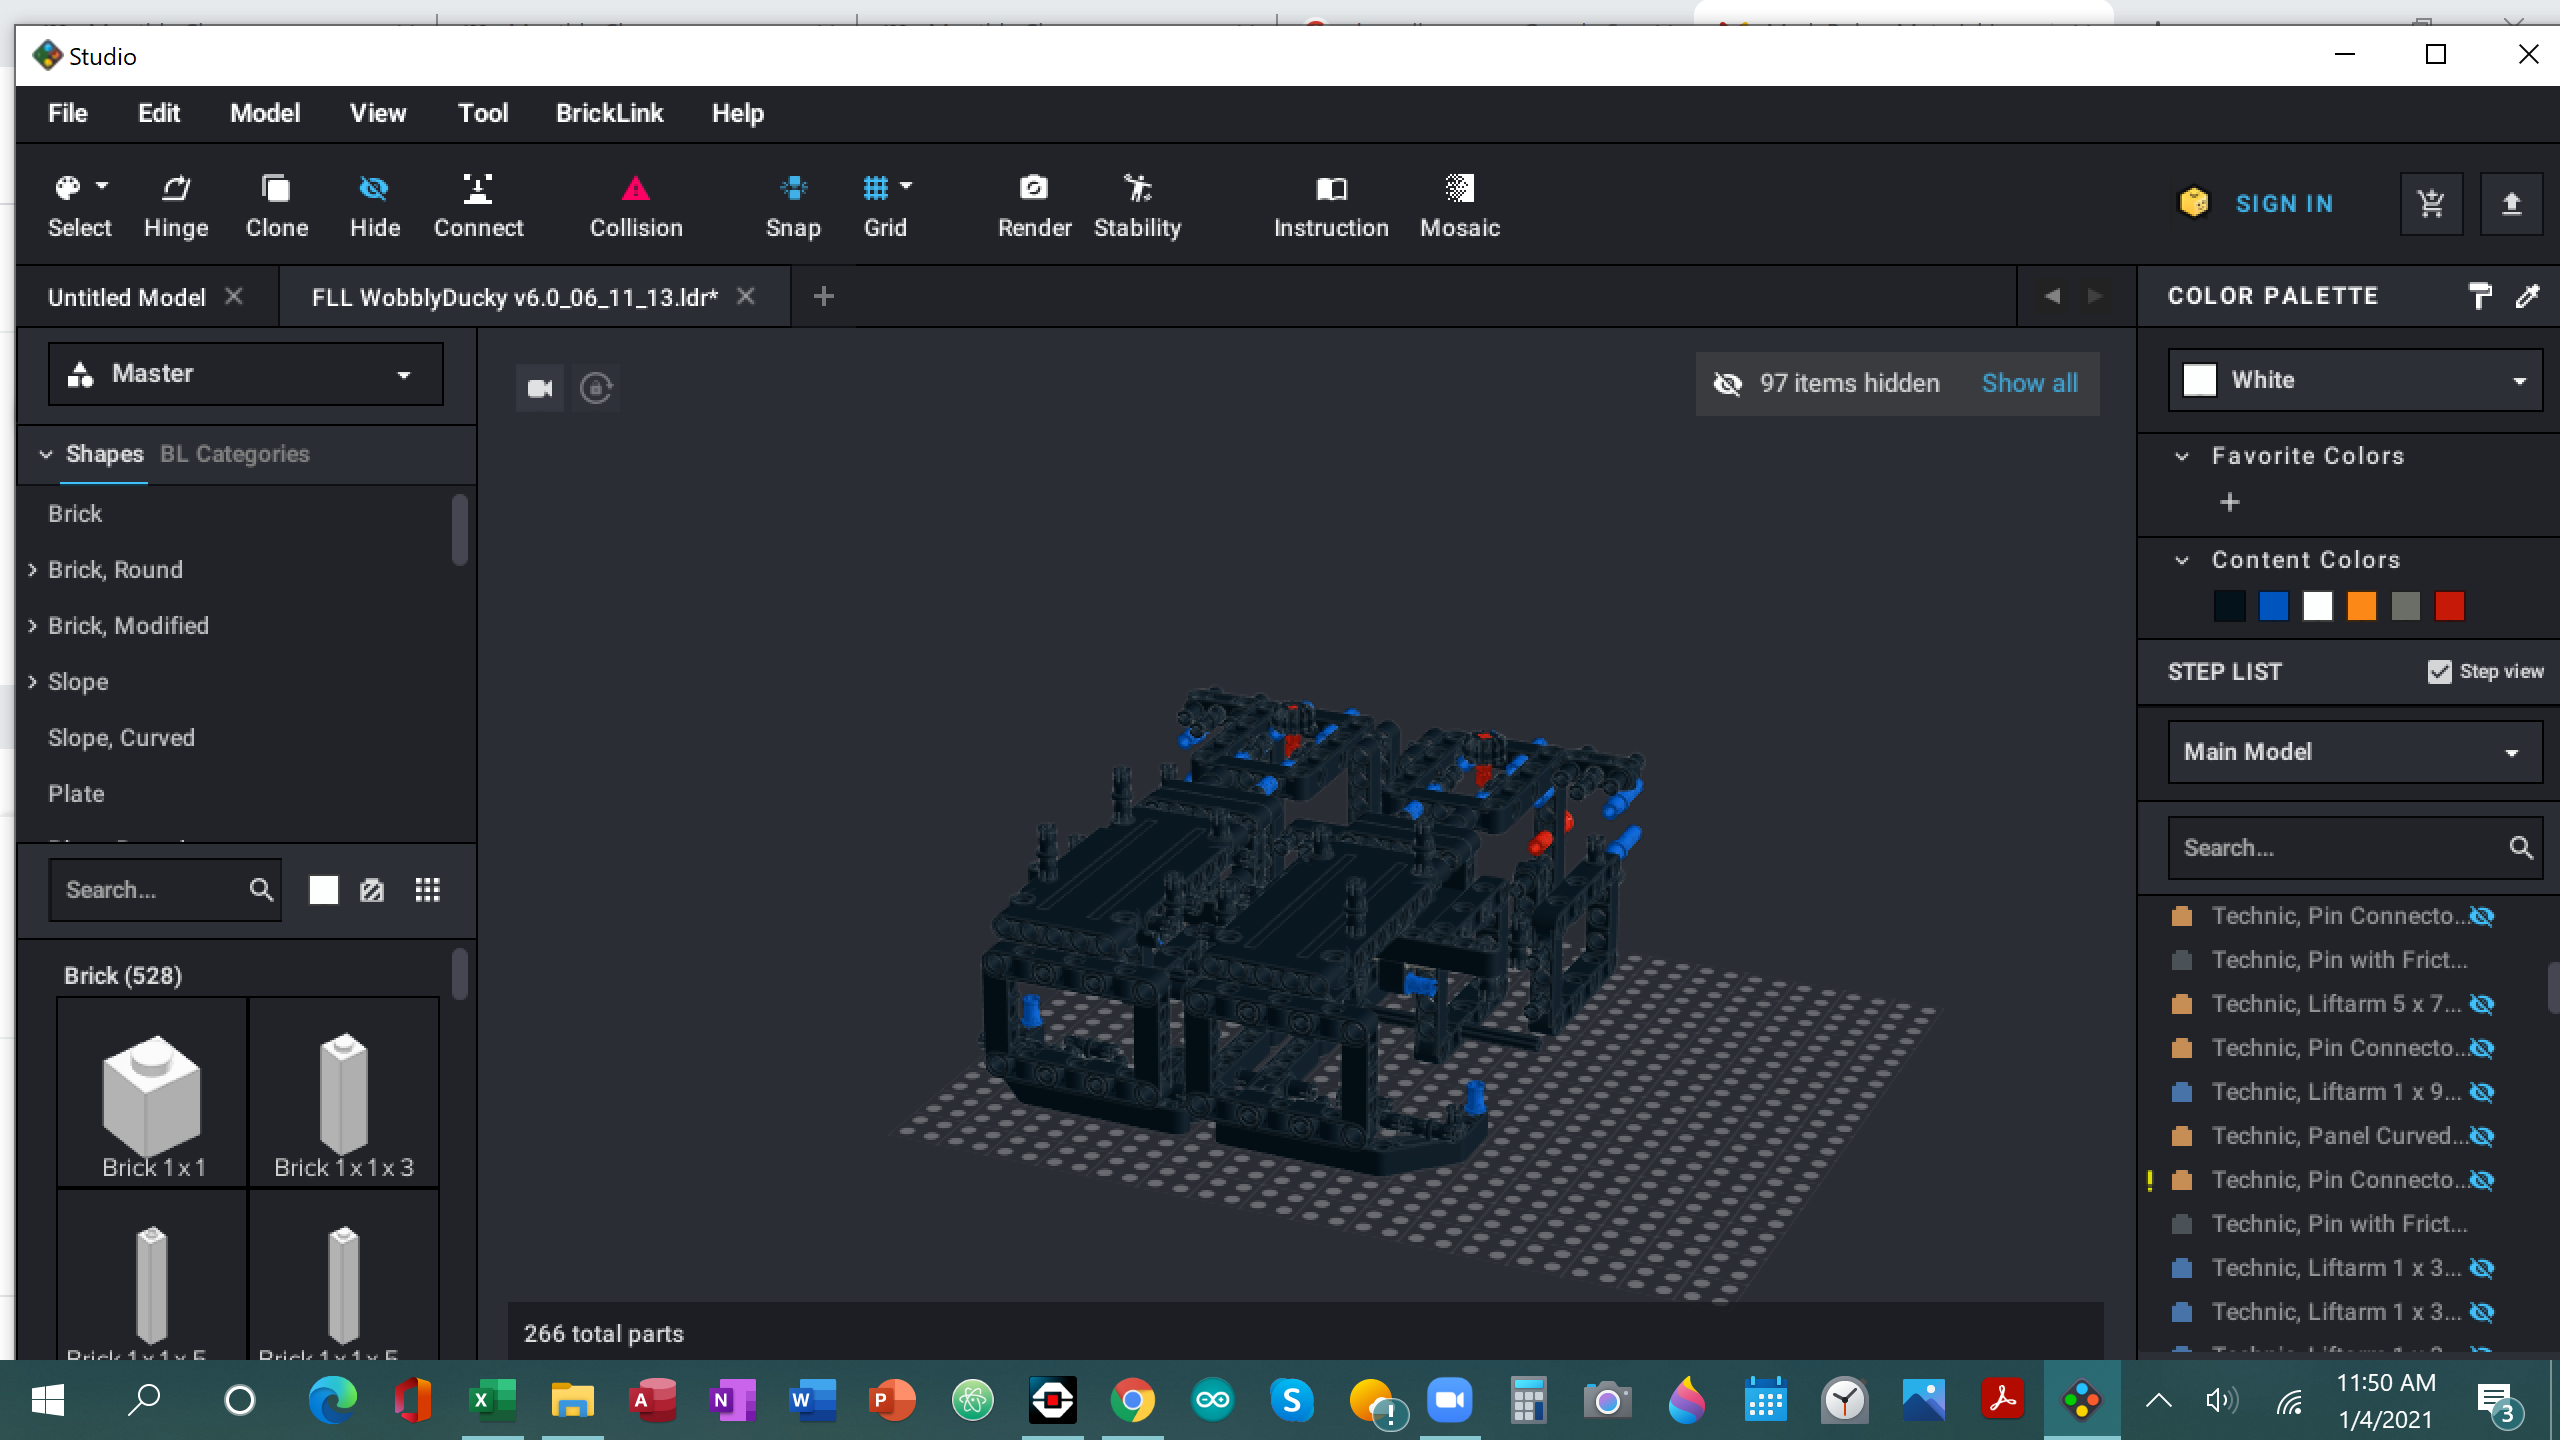 Studio
File Edit Model View Tool BrickLink Help
Select Hinge Clone Hide Connect Collision Snap Grid Render Stability Instruction Mosaic
SIGN IN
Untitled Model FLL WobblyDucky v6.0_06_11_13.ldr*
Master
Shapes BL Categories
Brick
Brick, Round
Brick, Modified
Slope
Slope, Curved
Plate
Search...
Brick (528)
Brick 1 x 1
Brick 1 x 1 x 3
Brick 1 x 1 x 5
Brick 1 x 1 x 5
97 items hidden Show all
266 total parts
COLOR PALETTE
White
Favorite Colors
Content Colors
STEP LIST Step view
Main Model
Search...
Technic, Pin Connecto...
Technic, Pin with Frict...
Technic, Liftarm 5 x 7...
Technic, Pin Connecto...
Technic, Liftarm 1 x 9...
Technic, Panel Curved...
Technic, Pin Connecto...
Technic, Pin with Frict...
Technic, Liftarm 1 x 3...
Technic, Liftarm 1 x 3...
11:50 AM
1/4/2021
3